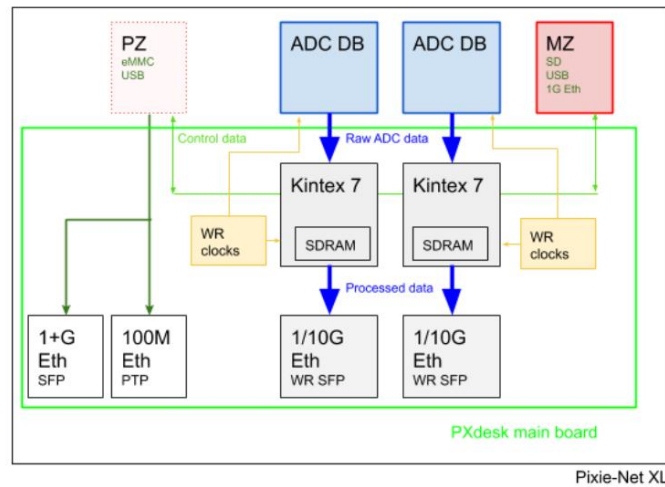 PZ
eMMC
USB
ADC DB
ADC DB
MZ
SD
USB
1G Eth
Control data
Raw ADC data
Kintex 7
SDRAM
Kintex 7
SDRAM
WR
clocks
WR
clocks
Processed data
1+G
Eth
SFP
100M
Eth
PTP
1/10G
Eth
WR SFP
1/10G
Eth
WR SFP
PXdesk main board
Pixie-Net XL